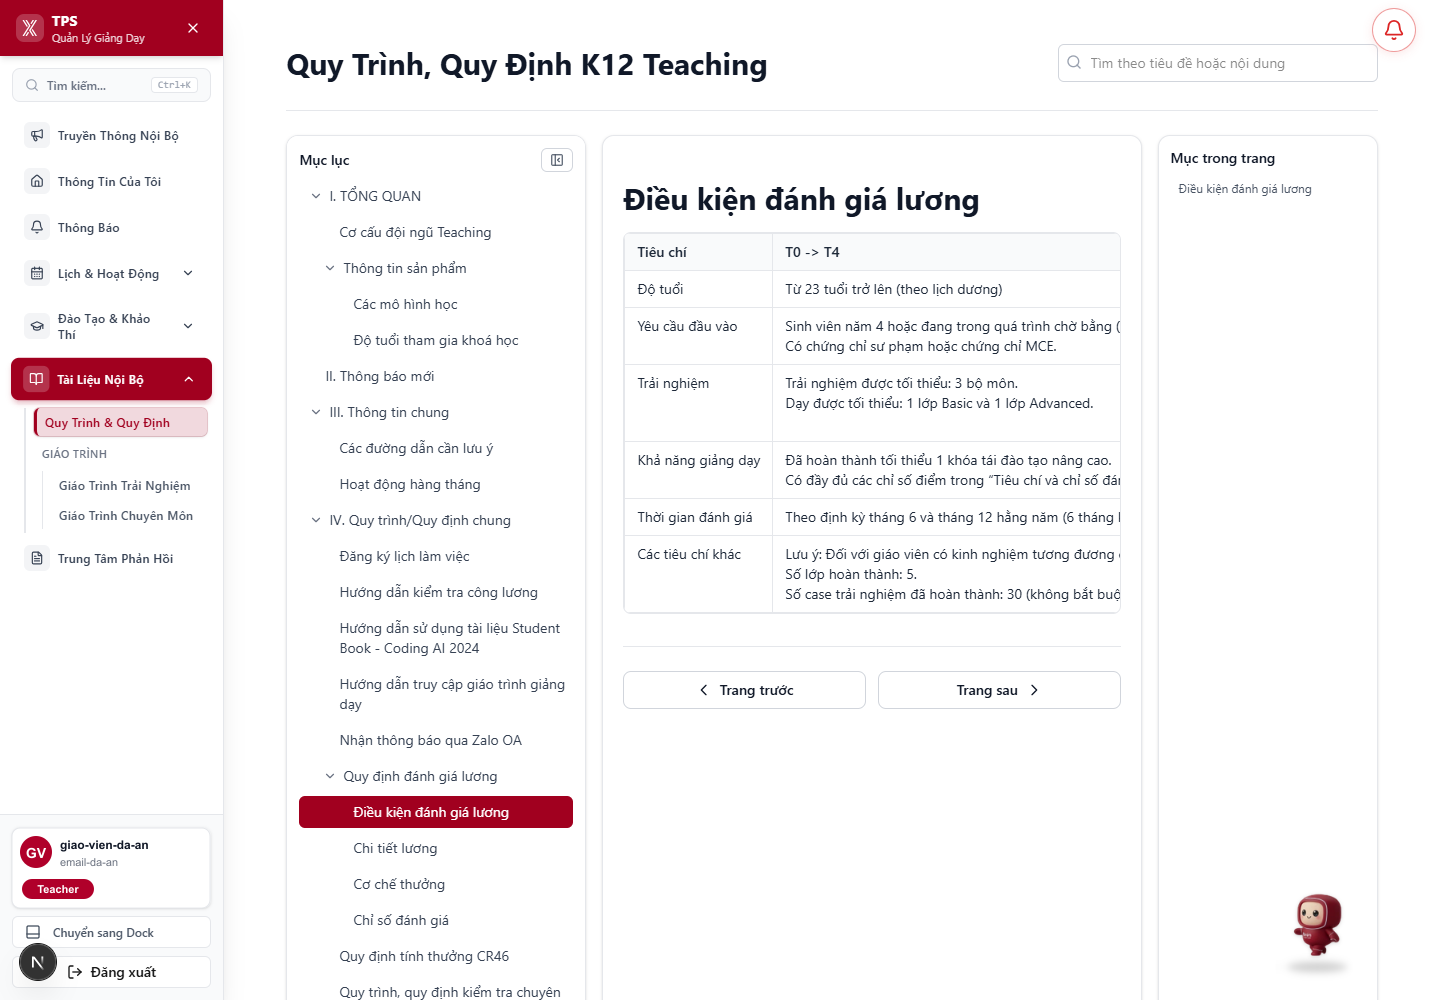 TPS
Quản Lý Giảng Dạy
Tìm kiếm...
Ctrl+K
Truyền Thông Nội Bộ
Thông Tin Của Tôi
Thông Báo
Lịch & Hoạt Động
Đào Tạo & Khảo
Thí
Tài Liệu Nội Bộ
Quy Trình & Quy Định
GIÁO TRÌNH
Giáo Trình Trải Nghiệm
Giáo Trình Chuyên Môn
Trung Tâm Phản Hồi
GV
giao-vien-da-an
email-da-an
Teacher
Chuyển sang Dock
N
Đăng xuất
Quy Trình, Quy Định K12 Teaching
Tìm theo tiêu đề hoặc nội dung
Mục lục
I. TỔNG QUAN
Cơ cấu đội ngũ Teaching
Thông tin sản phẩm
Các mô hình học
Độ tuổi tham gia khoá học
II. Thông báo mới
III. Thông tin chung
Các đường dẫn cần lưu ý
Hoạt động hàng tháng
IV. Quy trình/Quy định chung
Đăng ký lịch làm việc
Hướng dẫn kiểm tra công lương
Hướng dẫn sử dụng tài liệu Student
Book - Coding AI 2024
Hướng dẫn truy cập giáo trình giảng
dạy
Nhận thông báo qua Zalo OA
Quy định đánh giá lương
Điều kiện đánh giá lương
Chi tiết lương
Cơ chế thưởng
Chỉ số đánh giá
Quy định tính thưởng CR46
Quy trình, quy định kiểm tra chuyên
Điều kiện đánh giá lương
Tiêu chí
T0 -> T4
Độ tuổi
Từ 23 tuổi trở lên (theo lịch dương)
Yêu cầu đầu vào
Sinh viên năm 4 hoặc đang trong quá trình chờ bằng (
Có chứng chỉ sư phạm hoặc chứng chỉ MCE.
Trải nghiệm
Trải nghiệm được tối thiểu: 3 bộ môn.
Dạy được tối thiểu: 1 lớp Basic và 1 lớp Advanced.
Khả năng giảng dạy
Đã hoàn thành tối thiểu 1 khóa tái đào tạo nâng cao.
Có đầy đủ các chỉ số điểm trong “Tiêu chí và chỉ số đán
Thời gian đánh giá
Theo định kỳ tháng 6 và tháng 12 hằng năm (6 tháng
Các tiêu chí khác
Lưu ý: Đối với giáo viên có kinh nghiệm tương đương
Số lớp hoàn thành: 5.
Số case trải nghiệm đã hoàn thành: 30 (không bắt buộ
Trang trước
Trang sau
Mục trong trang
Điều kiện đánh giá lương